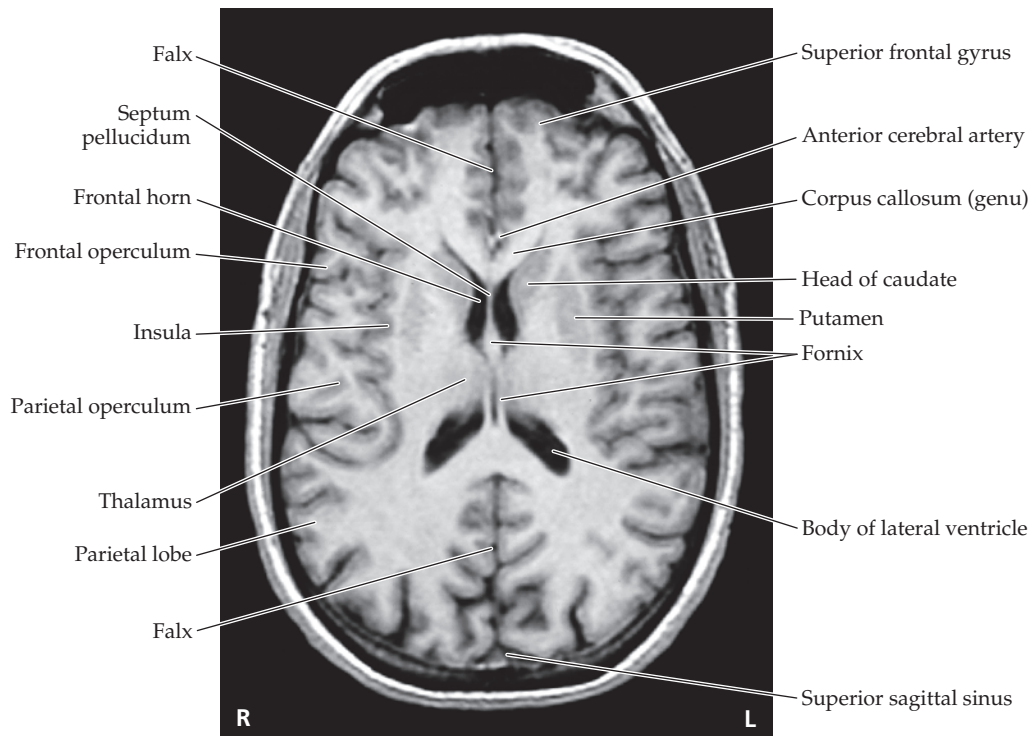 Falx
Septum
pellucidum
Frontal horn
Frontal operculum
Insula
Parietal operculum
Thalamus
Parietal lobe
Falx
Superior frontal gyrus
Anterior cerebral artery
Corpus callosum (genu)
Head of caudate
Putamen
Fornix
Body of lateral ventricle
Superior sagittal sinus
R
L